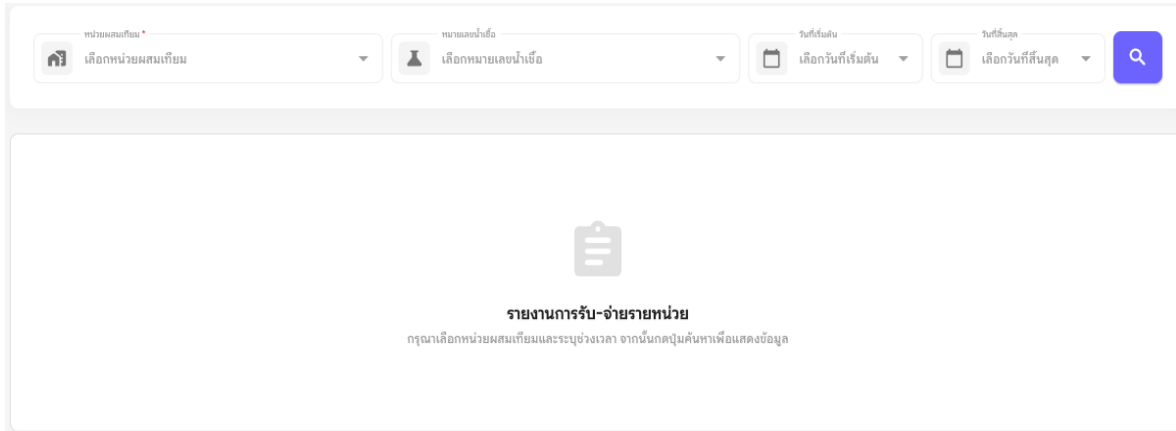 หน่วยผสมเทียม *
เลือกหน่วยผสมเทียม
หมายเลขน้ำเชื้อ
เลือกหมายเลขน้ำเชื้อ
วันที่เริ่มต้น
เลือกวันที่เริ่มต้น
วันที่สิ้นสุด
เลือกวันที่สิ้นสุด
รายงานการรับ-จ่ายรายหน่วย
กรุณาเลือกหน่วยผสมเทียมและระบุช่วงเวลา จากนั้นกดปุ่มค้นหาเพื่อแสดงข้อมูล